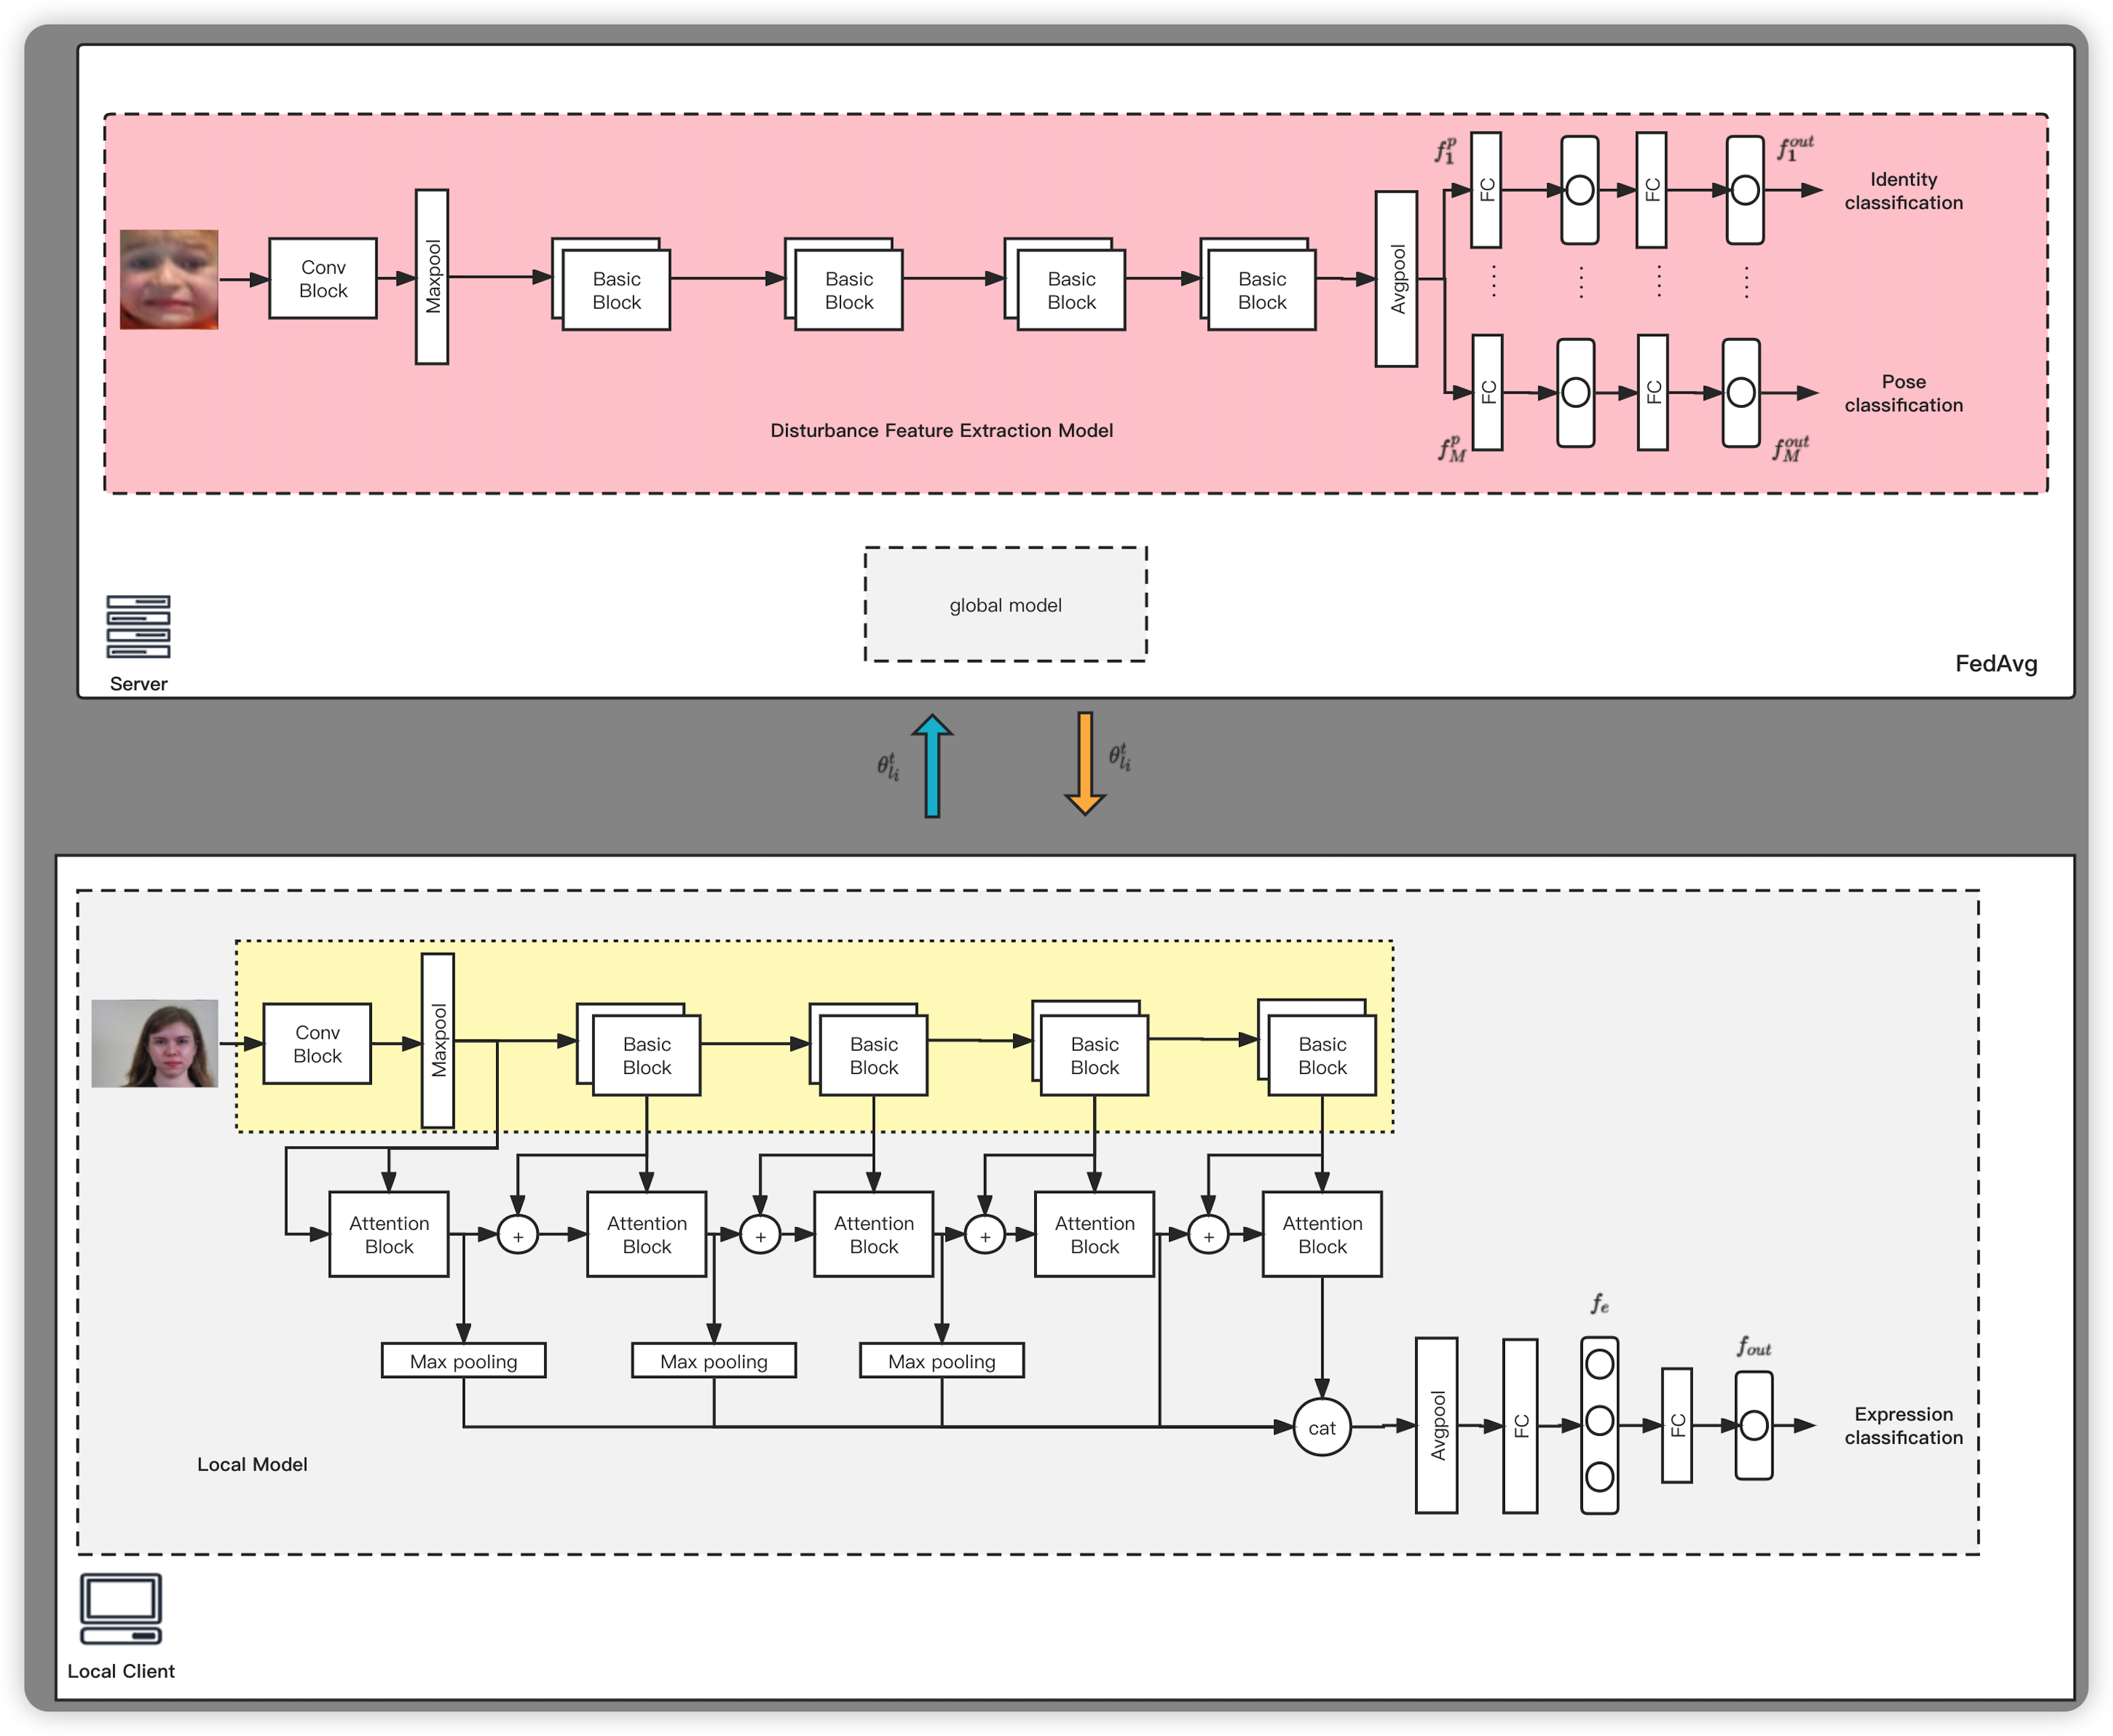 f_1^p
f_1^{out}
FC
FC
Identity
classification
Conv
Block
Maxpool
Basic
Block
Basic
Block
Basic
Block
Basic
Block
Avgpool
FC
FC
Pose
classification
f_M^p
f_M^{out}
Disturbance Feature Extraction Model
global model
Server
FedAvg
θ_{l_i}^t
θ_{l_i}^t
Conv
Block
Maxpool
Basic
Block
Basic
Block
Basic
Block
Basic
Block
Attention
Block
+
Attention
Block
+
Attention
Block
+
Attention
Block
+
Attention
Block
Max pooling
Max pooling
Max pooling
cat
Avgpool
FC
f_e
FC
f_{out}
Expression
classification
Local Model
Local Client